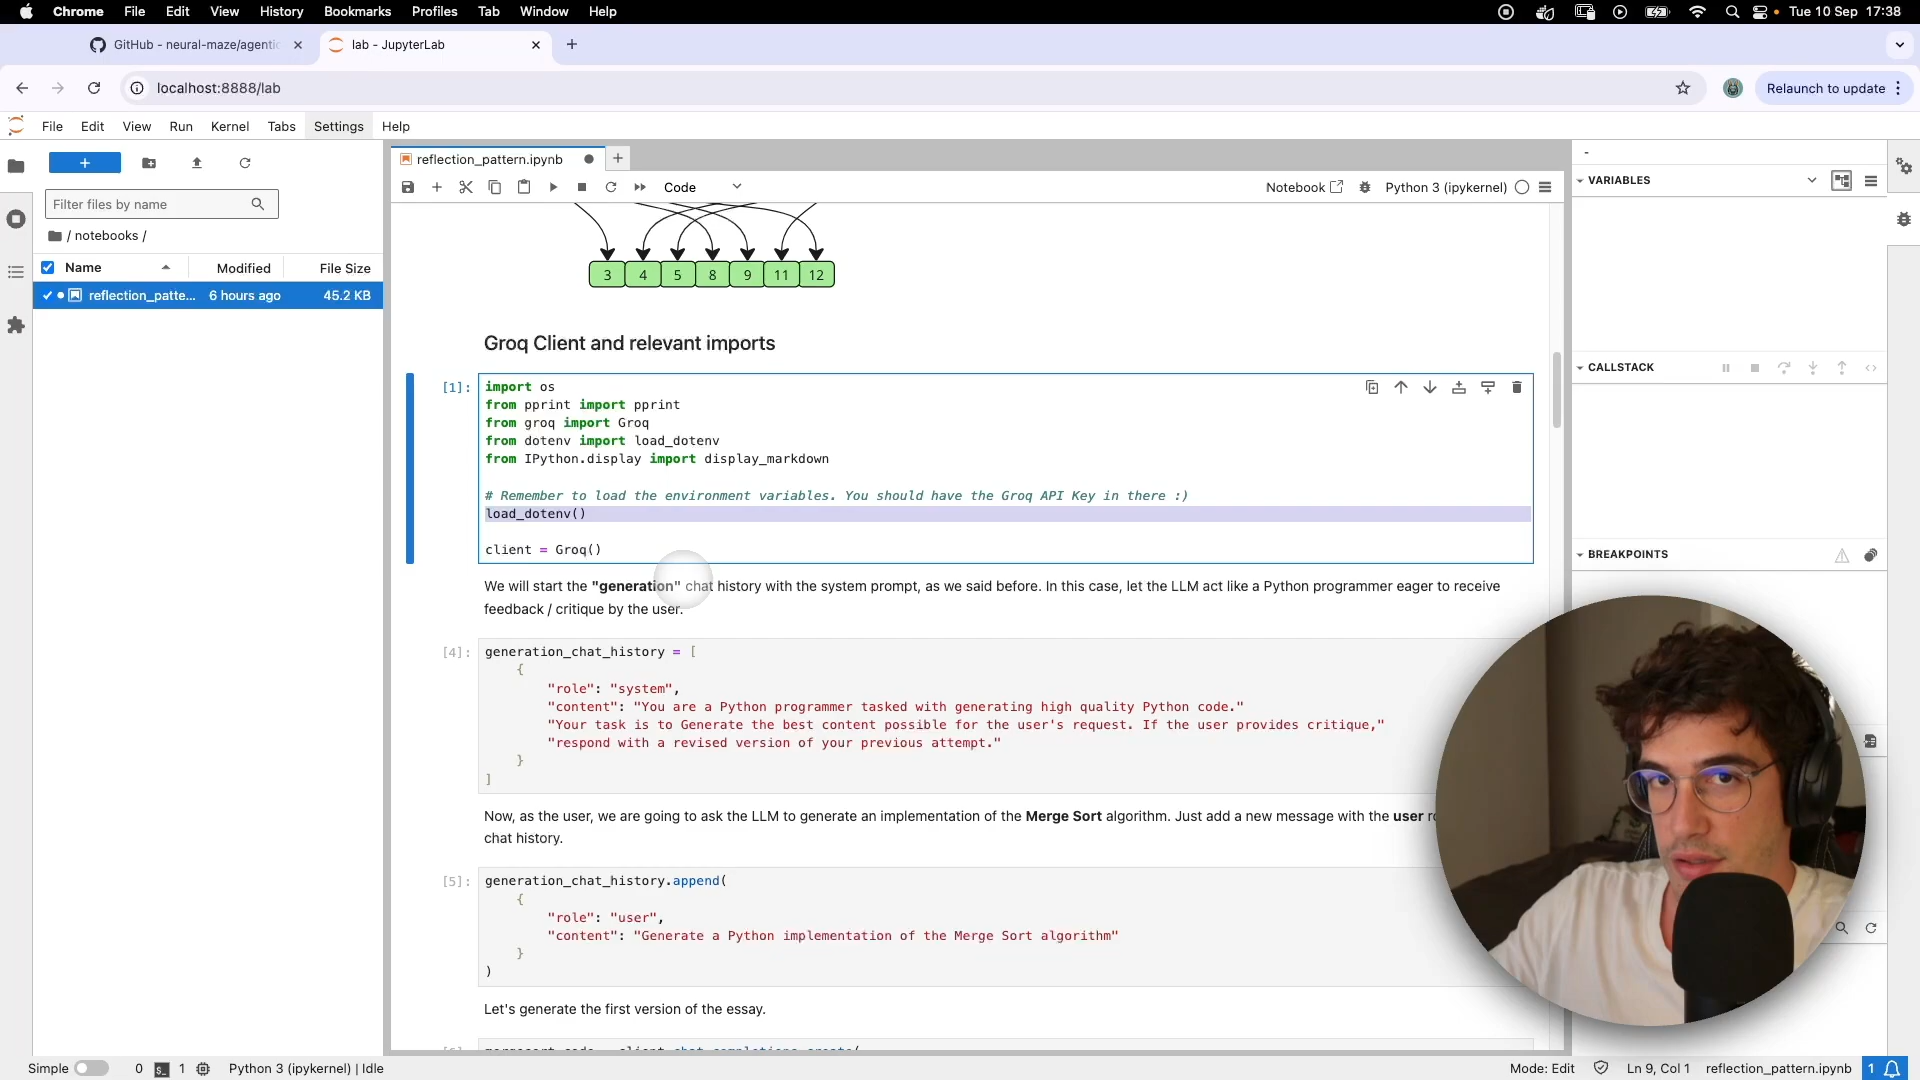 Chrome File Edit View History Bookmarks Profiles Tab Window Help Tue 10 Sep 17:38
GitHub - neural-maze/agentic
lab - JupyterLab
localhost:8888/lab
Relaunch to update
File Edit View Run Kernel Tabs Settings Help
reflection_pattern.ipynb
Code
Notebook
Python 3 (ipykernel)
Filter files by name
/ notebooks /
Name Modified File Size
reflection_patte... 6 hours ago 45.2 KB
3 4 5 8 9 11 12
Groq Client and relevant imports
[1]:
import os
from pprint import pprint
from groq import Groq
from dotenv import load_dotenv
from IPython.display import display_markdown
# Remember to load the environment variables. You should have the Groq API Key in there :)
load_dotenv()
client = Groq()
We will start the "generation" chat history with the system prompt, as we said before. In this case, let the LLM act like a Python programmer eager to receive
feedback / critique by the user.
[4]:
generation_chat_history = [
{
"role": "system",
"content": "You are a Python programmer tasked with generating high quality Python code."
"Your task is to Generate the best content possible for the user's request. If the user provides critique,"
"respond with a revised version of your previous attempt."
}
]
Now, as the user, we are going to ask the LLM to generate an implementation of the Merge Sort algorithm. Just add a new message with the user
chat history.
[5]:
generation_chat_history.append(
{
"role": "user",
"content": "Generate a Python implementation of the Merge Sort algorithm"
}
)
Let's generate the first version of the essay.
-
VARIABLES
CALLSTACK
BREAKPOINTS
Simple 0 1 Python 3 (ipykernel) | Idle
Mode: Edit Ln 9, Col 1 reflection_pattern.ipynb 1